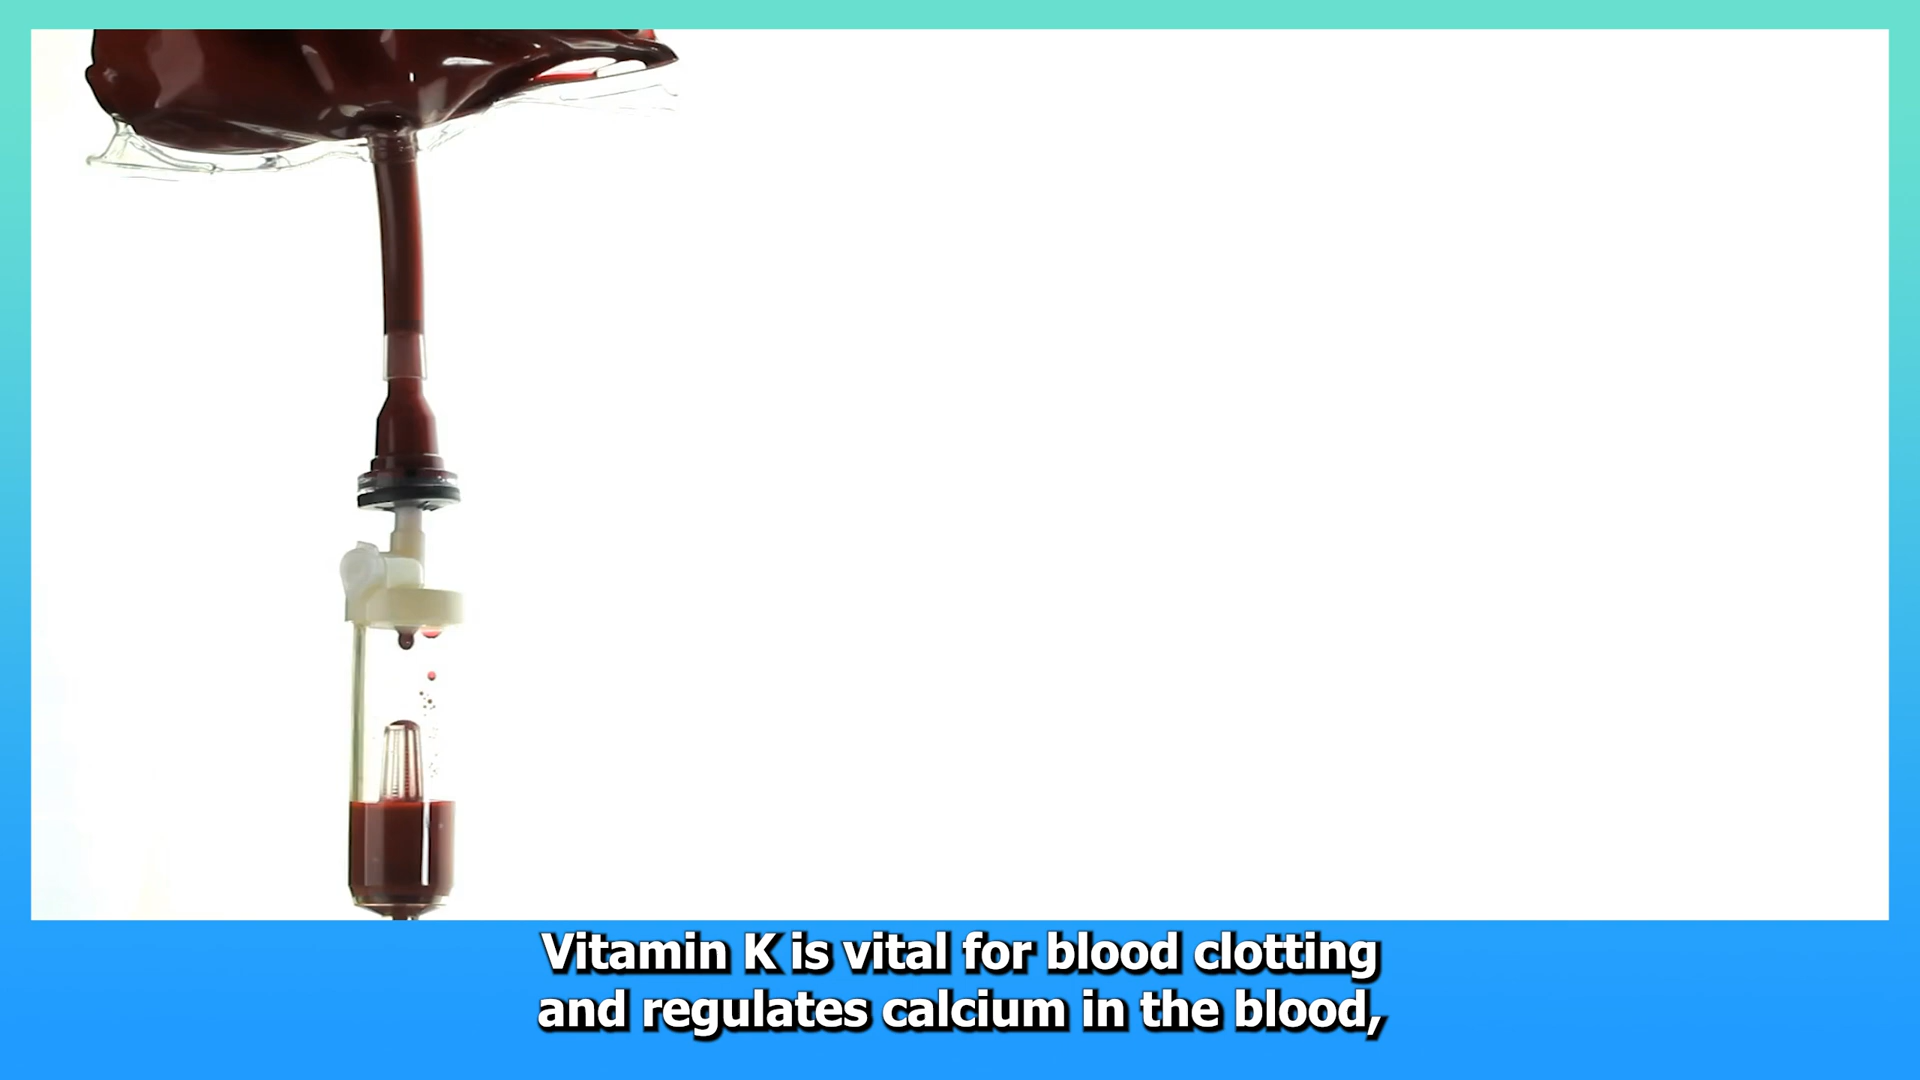 Vitamin K is vital for blood clotting
and regulates calcium in the blood,